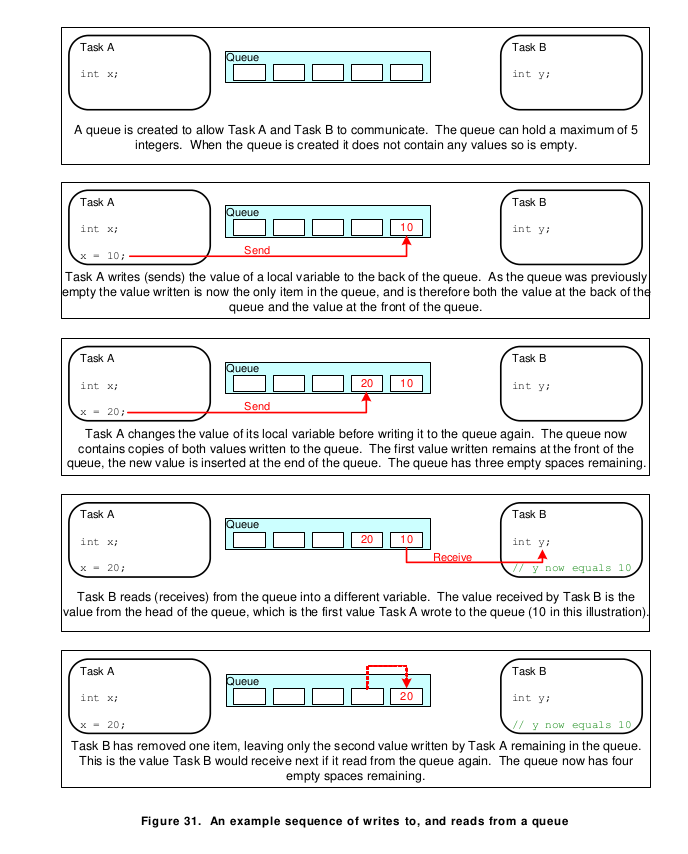 Task A
int x;
Queue
Task B
int y;
A queue is created to allow Task A and Task B to communicate. The queue can hold a maximum of 5
integers. When the queue is created it does not contain any values so is empty.
Task A
int x;
x = 10;
Queue
10
Send
Task B
int y;
Task A writes (sends) the value of a local variable to the back of the queue. As the queue was previously
empty the value written is now the only item in the queue, and is therefore both the value at the back of the
queue and the value at the front of the queue.
Task A
int x;
x = 20;
Queue
20 10
Send
Task B
int y;
Task A changes the value of its local variable before writing it to the queue again. The queue now
contains copies of both values written to the queue. The first value written remains at the front of the
queue, the new value is inserted at the end of the queue. The queue has three empty spaces remaining.
Task A
int x;
x = 20;
Queue
20 10
Receive
Task B
int y;
// y now equals 10
Task B reads (receives) from the queue into a different variable. The value received by Task B is the
value from the head of the queue, which is the first value Task A wrote to the queue (10 in this illustration).
Task A
int x;
x = 20;
Queue
20
Task B
int y;
// y now equals 10
Task B has removed one item, leaving only the second value written by Task A remaining in the queue.
This is the value Task B would receive next if it read from the queue again. The queue now has four
empty spaces remaining.
Figure 31. An example sequence of writes to, and reads from a queue